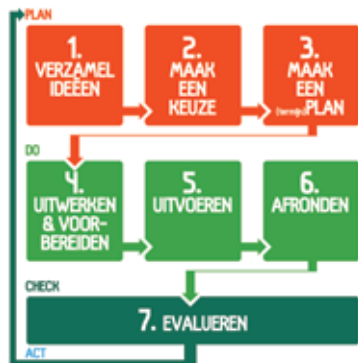 PLAN
1.
VERZAMEL
IDEEËN
2.
MAAK
EEN
KEUZE
3.
MAAK
EEN
(termijn)PLAN
DO
4.
UITWERKEN
& VOOR-
BEREIDEN
5.
UITVOEREN
6.
AFRONDEN
CHECK
7. EVALUEREN
ACT